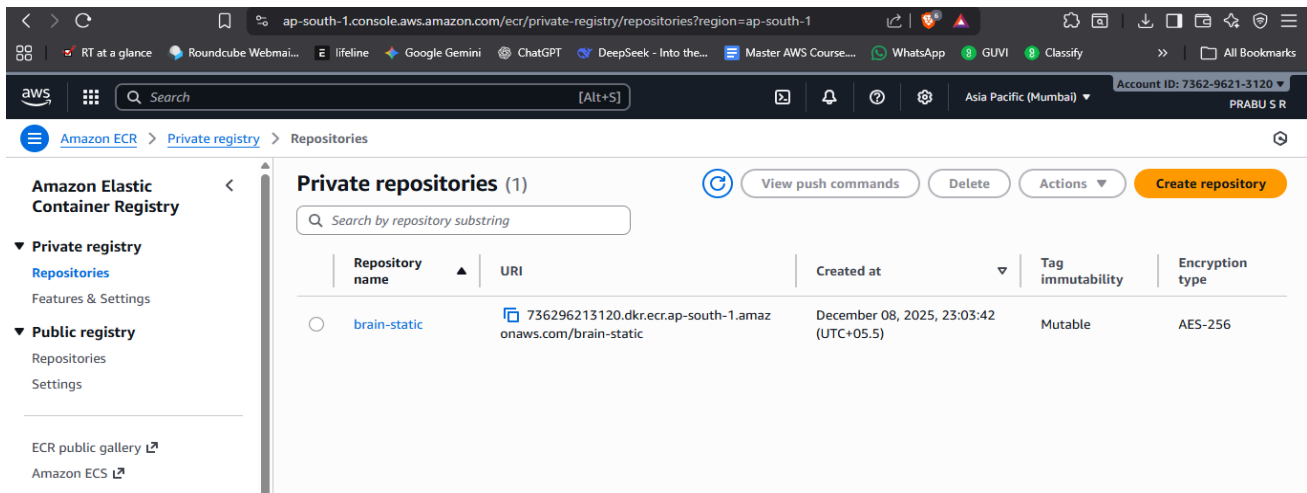 ap-south-1.console.aws.amazon.com/ecr/private-registry/repositories?region=ap-south-1
RT at a glance Roundcube Webmai... lifeline Google Gemini ChatGPT DeepSeek - Into the... Master AWS Course.... WhatsApp GUVI Classify » All Bookmarks
aws Search [Alt+S] Asia Pacific (Mumbai) Account ID: 7362-9621-3120
PRABU S R
Amazon ECR > Private registry > Repositories
Amazon Elastic
Container Registry
Private registry
Repositories
Features & Settings
Public registry
Repositories
Settings
ECR public gallery
Amazon ECS
Private repositories (1) View push commands Delete Actions Create repository
Search by repository substring
Repository
name
URI
Created at
Tag
immutability
Encryption
type
brain-static
736296213120.dkr.ecr.ap-south-1.amaz
onaws.com/brain-static
December 08, 2025, 23:03:42
(UTC+05.5)
Mutable
AES-256